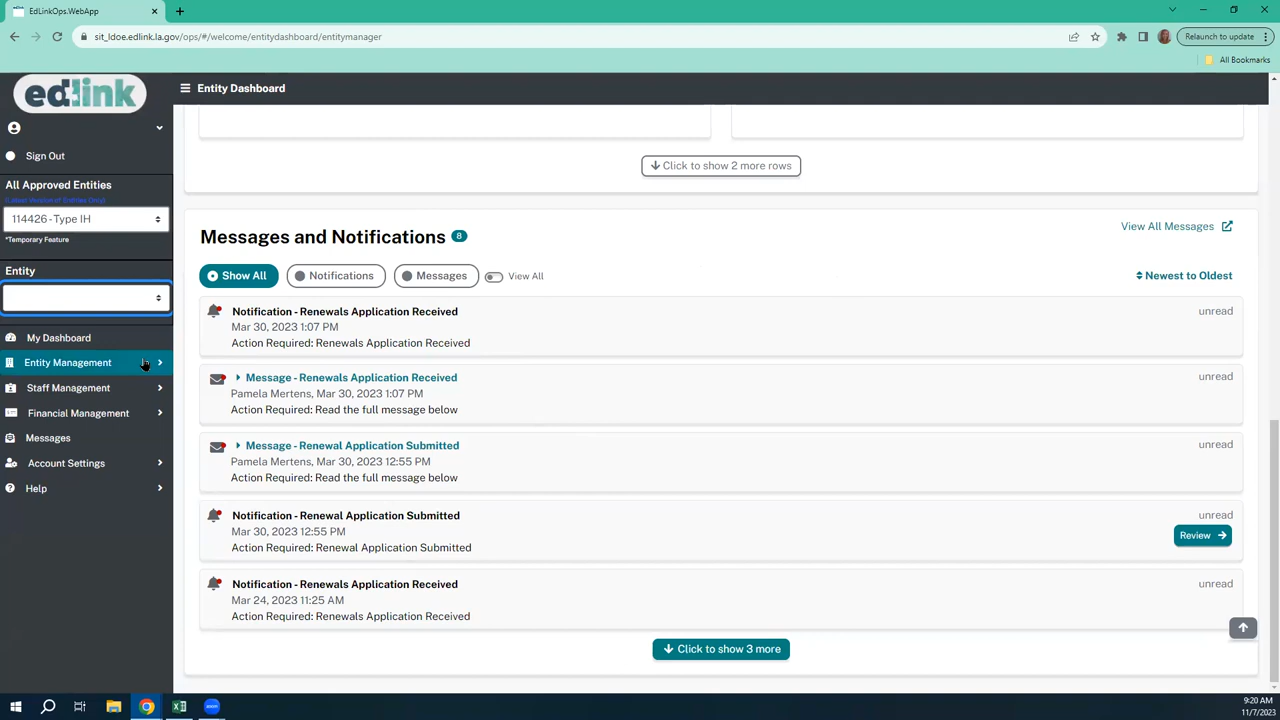 EdLinkOps.WebApp
sit_ldoe.edlink.la.gov/ops/#/welcome/entitydashboard/entitymanager
Relaunch to update
All Bookmarks
edlink
Entity Dashboard
Sign Out
All Approved Entities
(Latest Version of Entities Only)
114426 - Type IH
*Temporary Feature
Entity
My Dashboard
Entity Management
Staff Management
Financial Management
Messages
Account Settings
Help
Click to show 2 more rows
Messages and Notifications 8
View All Messages
Show All
Notifications
Messages
View All
Newest to Oldest
Notification - Renewals Application Received
unread
Mar 30, 2023 1:07 PM
Action Required: Renewals Application Received
Message - Renewals Application Received
unread
Pamela Mertens, Mar 30, 2023 1:07 PM
Action Required: Read the full message below
Message - Renewal Application Submitted
unread
Pamela Mertens, Mar 30, 2023 12:55 PM
Action Required: Read the full message below
Notification - Renewal Application Submitted
unread
Mar 30, 2023 12:55 PM
Review
Action Required: Renewal Application Submitted
Notification - Renewals Application Received
unread
Mar 24, 2023 11:25 AM
Action Required: Renewals Application Received
Click to show 3 more
9:20 AM
11/7/2023